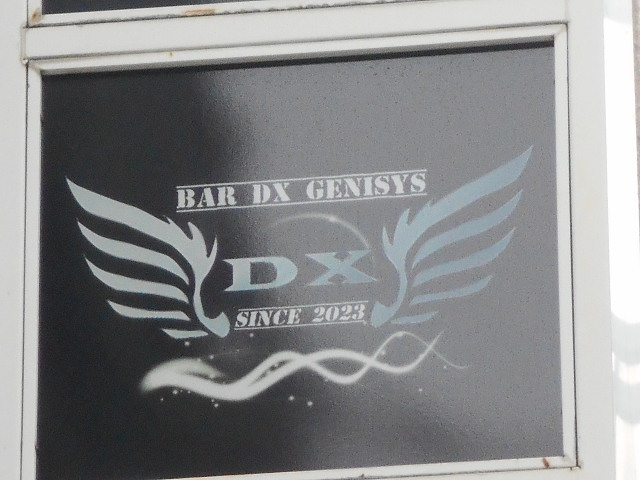 BAR DX GENISYS
DX
SINCE 2023